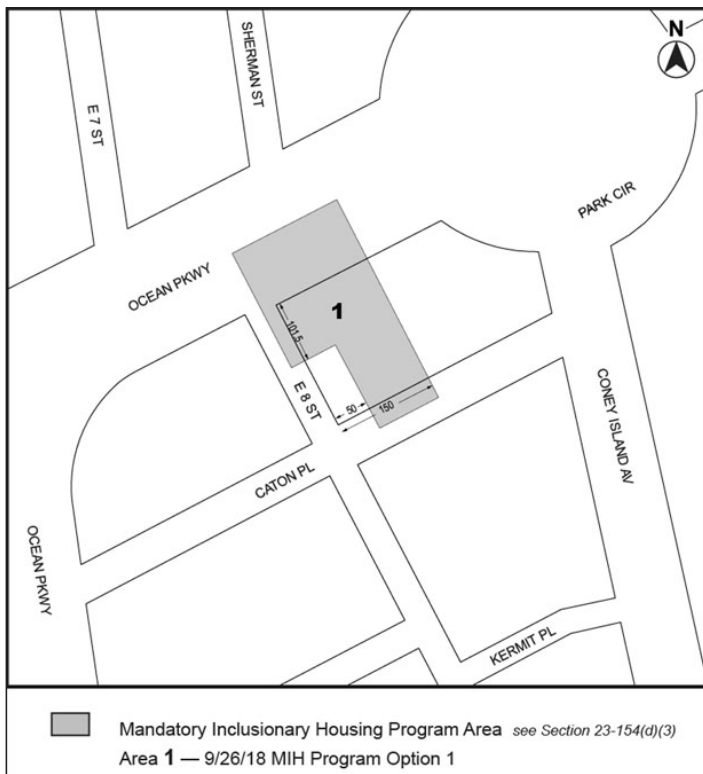 N
SHERMAN ST
E 7 ST
PARK CIR
OCEAN PKWY
1
101.5
E 8 ST
50
150
CONEY ISLAND AV
CATON PL
OCEAN PKWY
KERMIT PL
Mandatory Inclusionary Housing Program Area see Section 23-154(d)(3)
Area 1 — 9/26/18 MIH Program Option 1